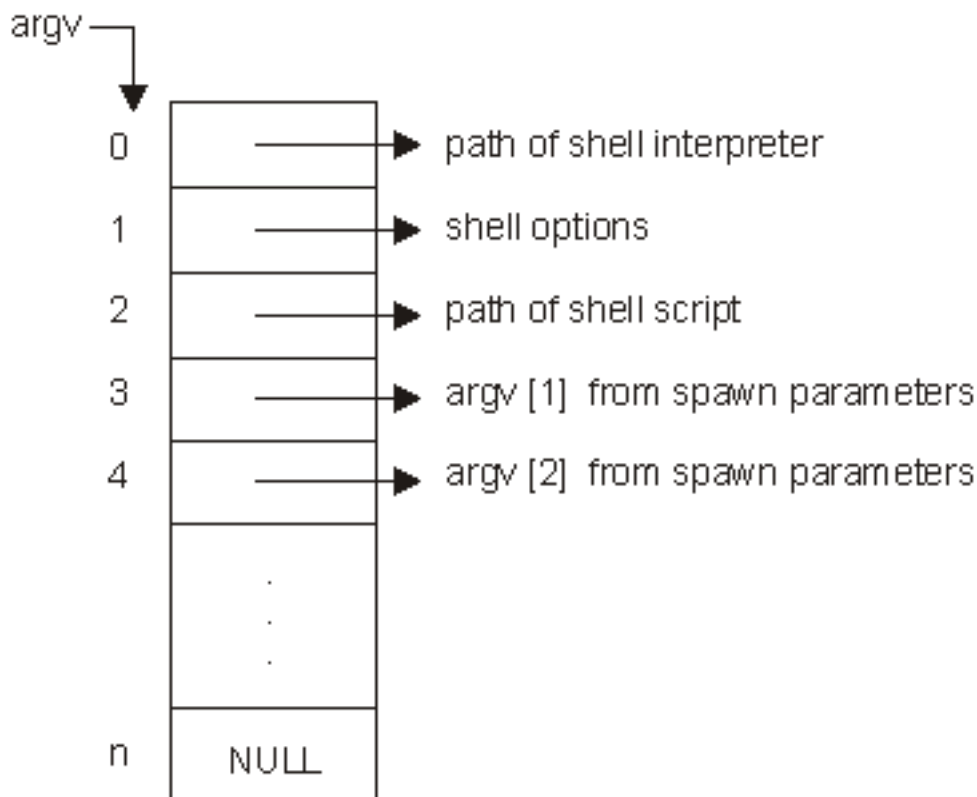 argv
0 path of shell interpreter
1 shell options
2 path of shell script
3 argv [1] from spawn parameters
4 argv [2] from spawn parameters
.
.
.
n NULL